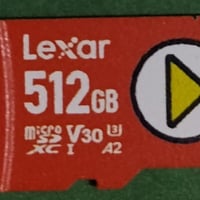 Lexar
512GB
micro SD XC I V30 U3 A2